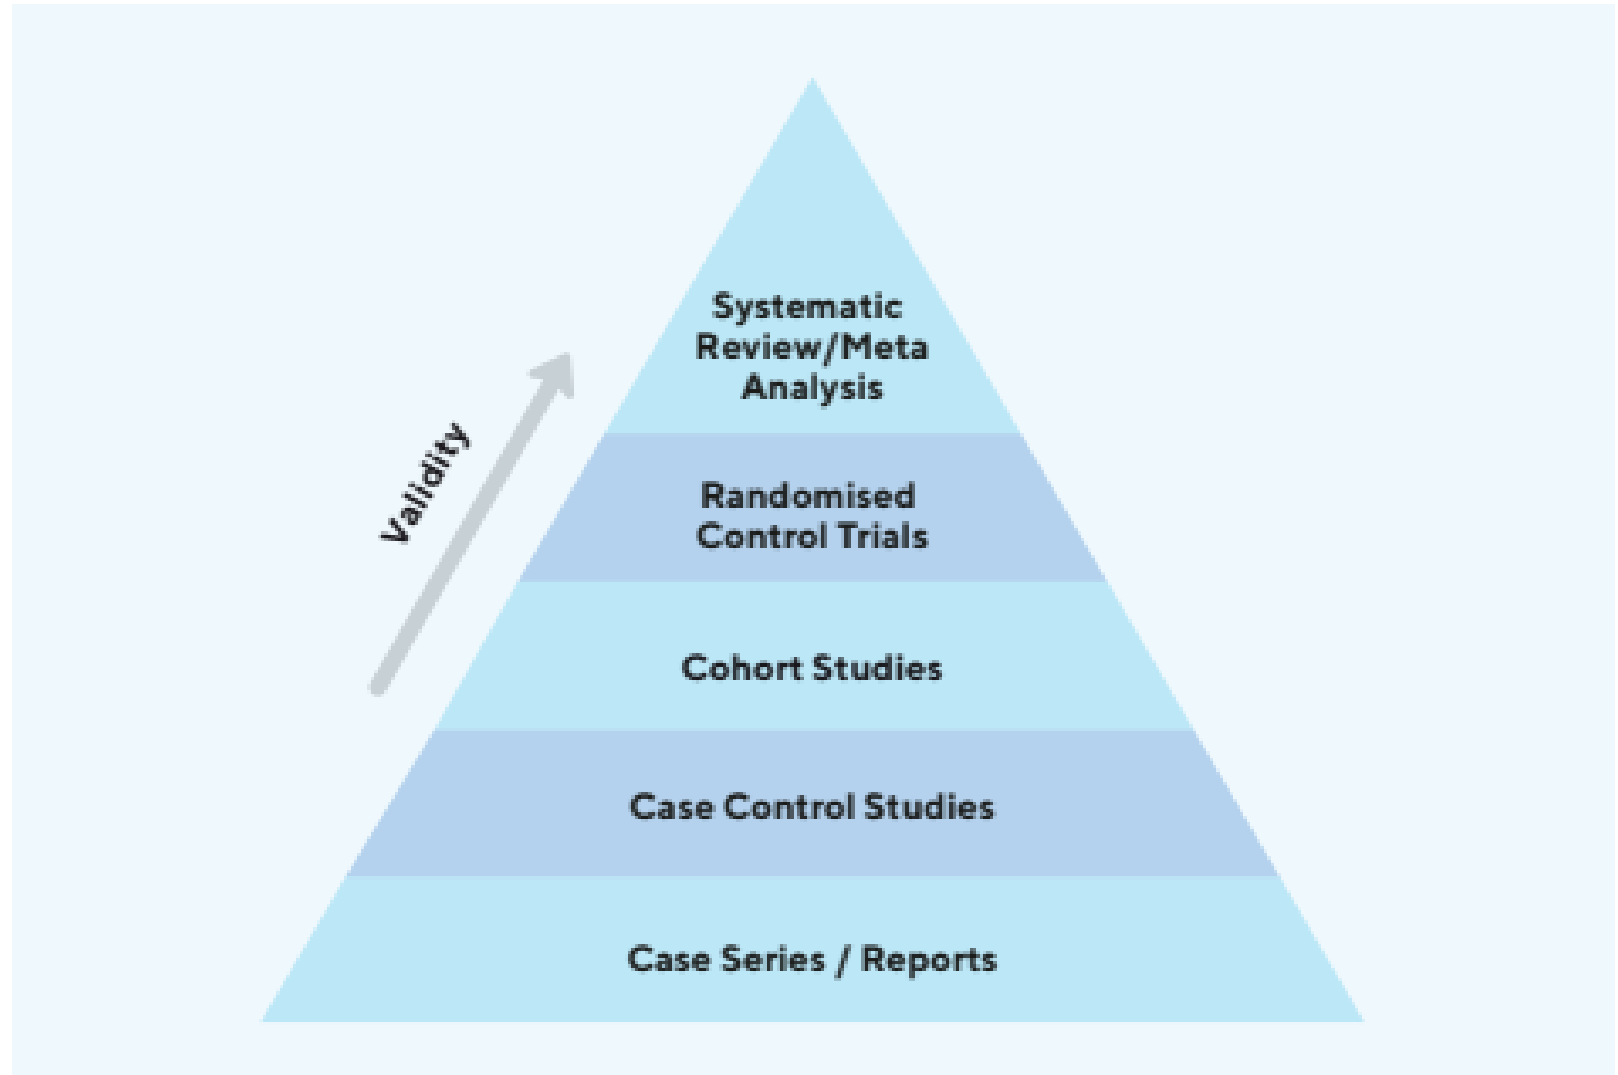 Systematic
Review/Meta
Analysis
Validity
Randomised
Control Trials
Cohort Studies
Case Control Studies
Case Series / Reports